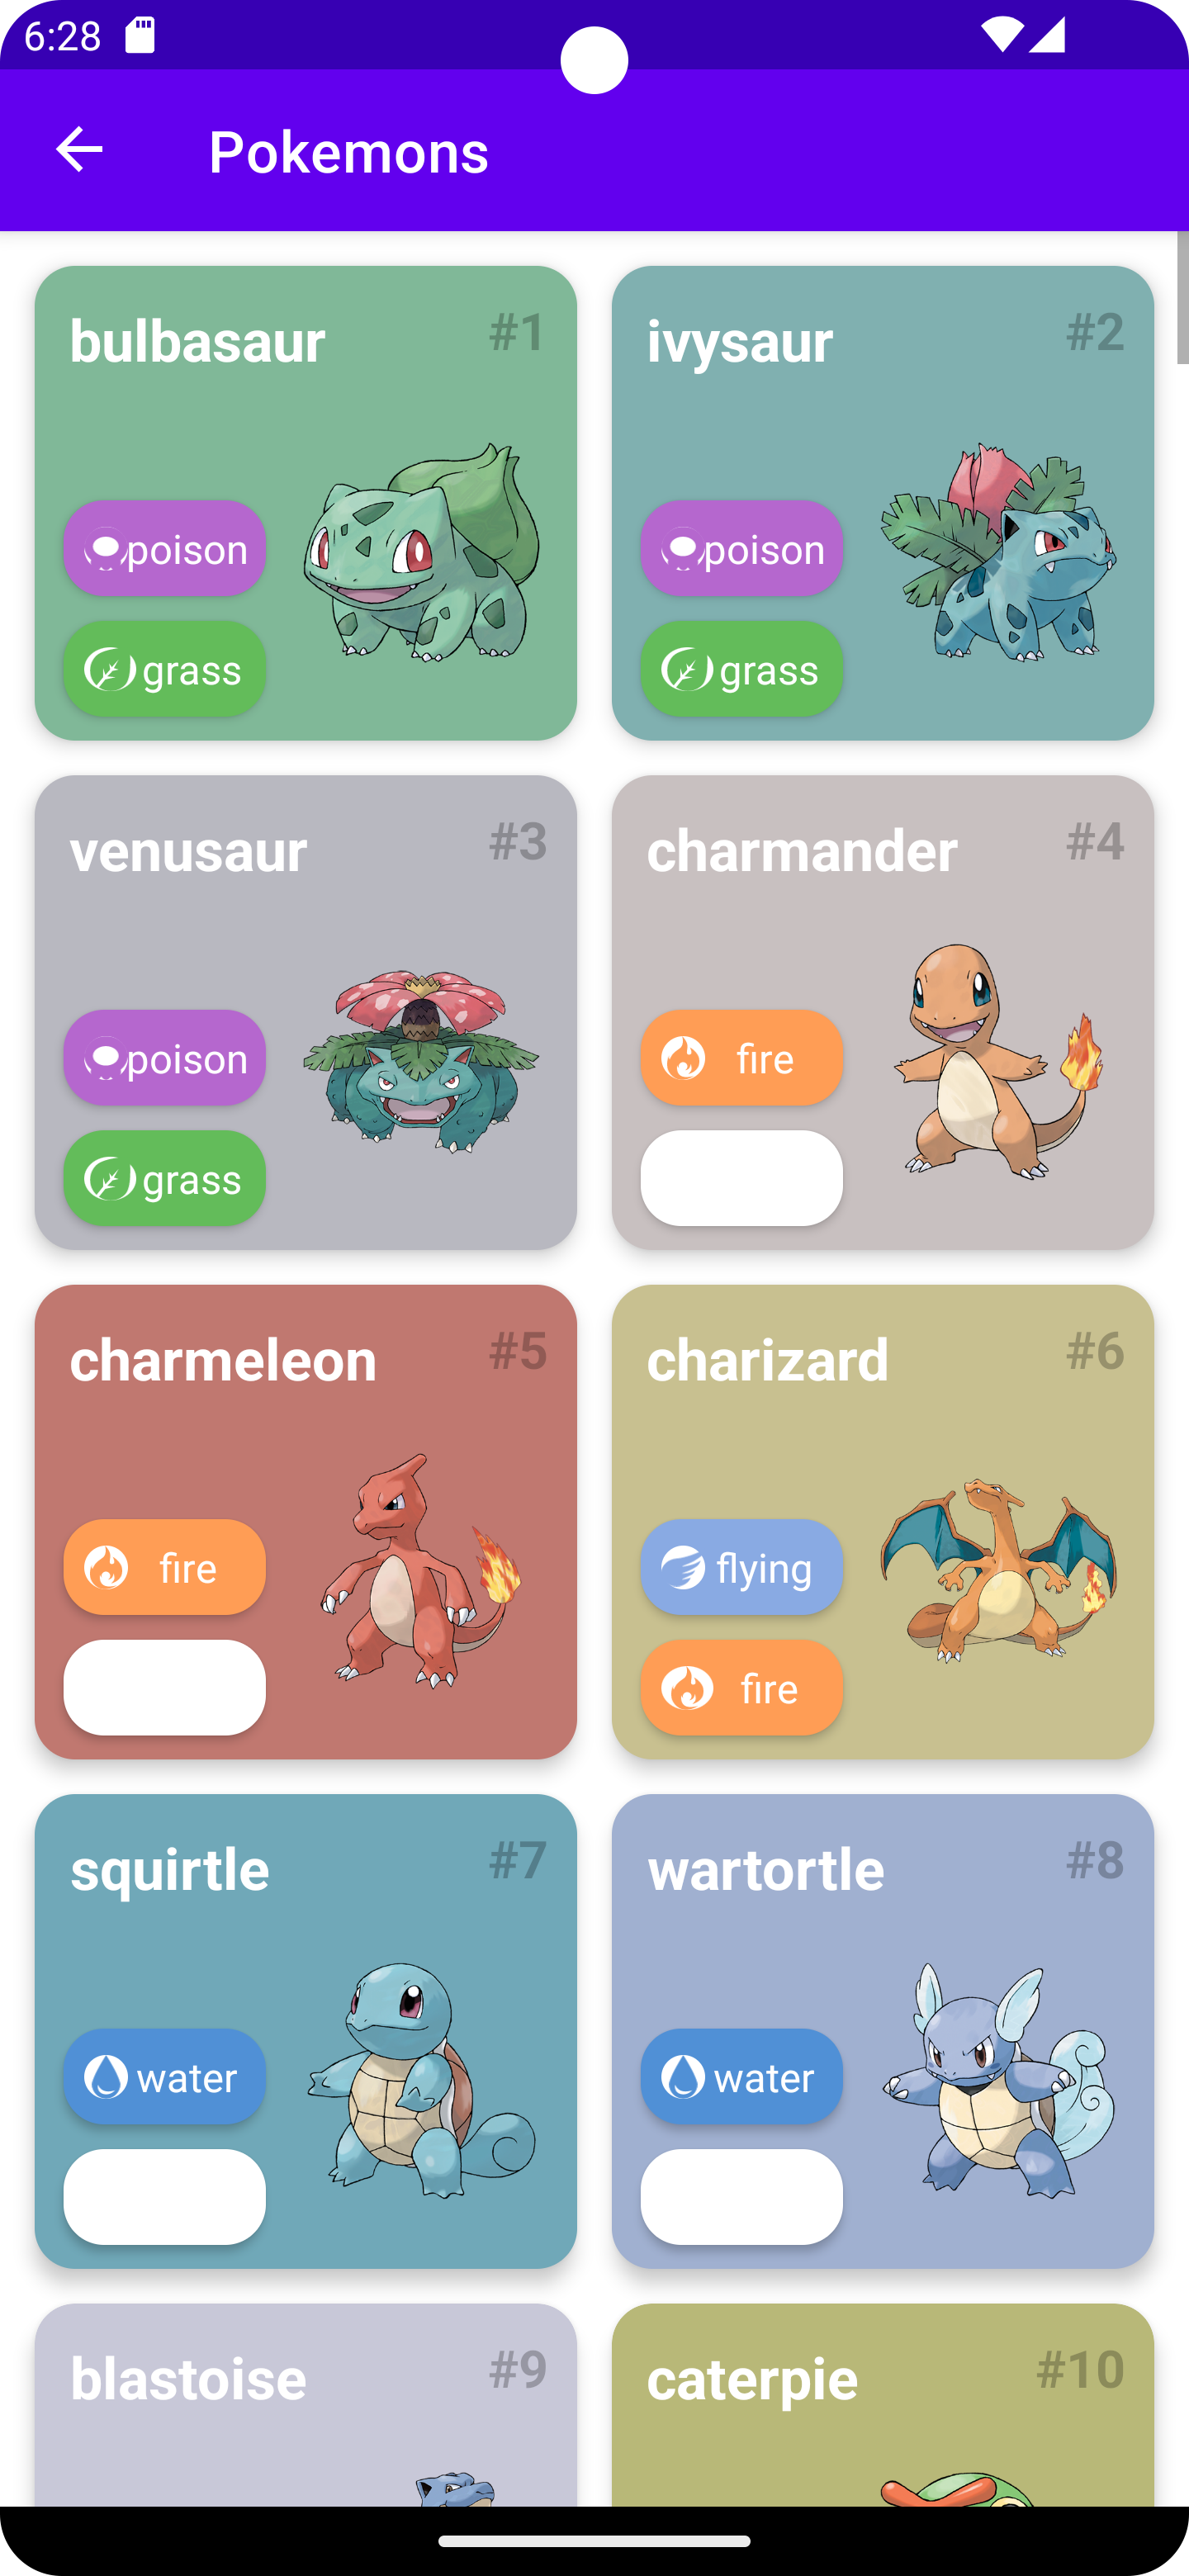 6:28
Pokemons
bulbasaur #1
poison
grass
ivysaur #2
poison
grass
venusaur #3
poison
grass
charmander #4
fire
charmeleon #5
fire
charizard #6
flying
fire
squirtle #7
water
wartortle #8
water
blastoise #9
caterpie #10